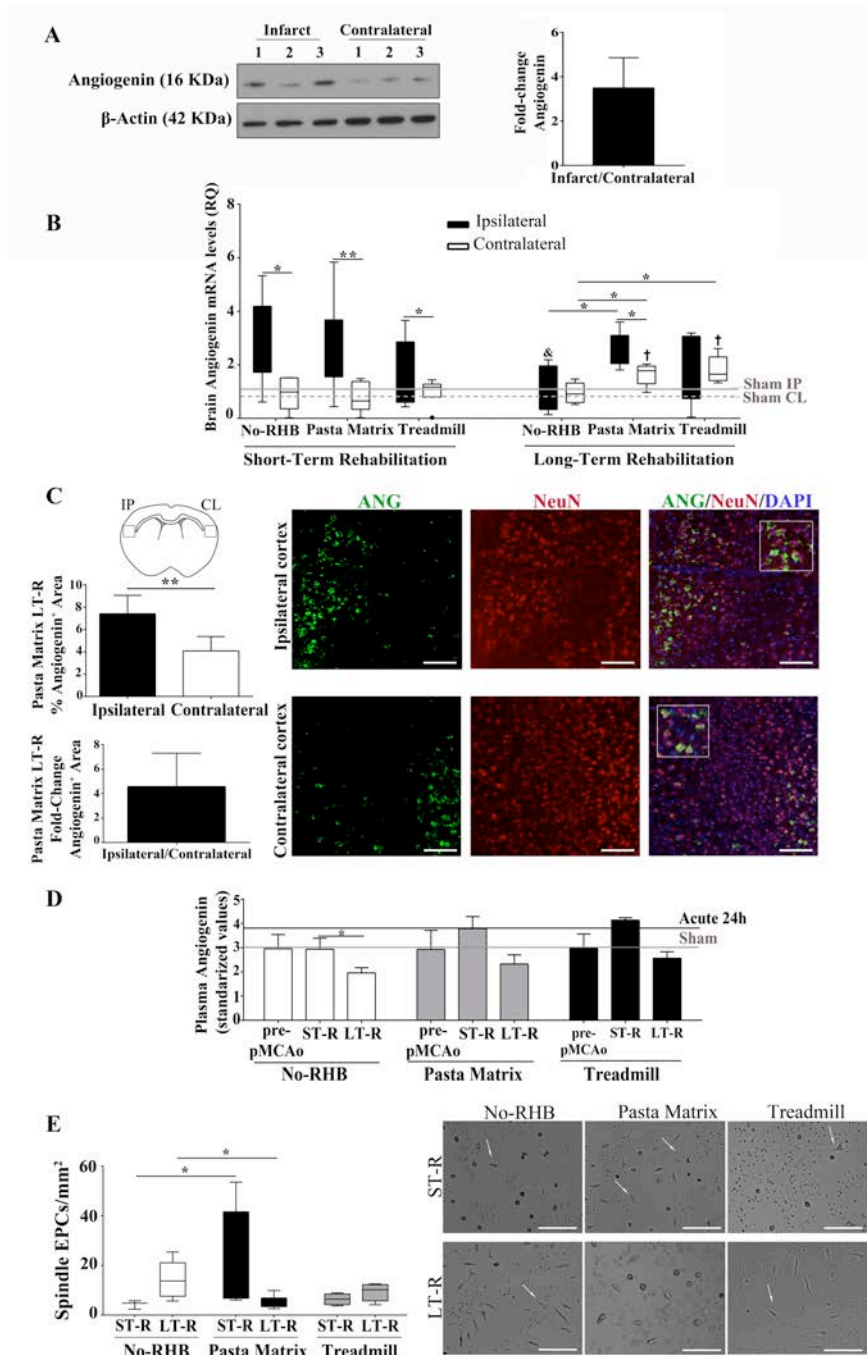 A
Infarct Contralateral
1 2 3 1 2 3
Angiogenin (16 KDa)
β-Actin (42 KDa)
Fold-change
Angiogenin
6
4
2
0
Infarct/Contralateral
B
Brain Angiogenin mRNA levels (RQ)
8
6
4
2
0
Ipsilateral
Contralateral
* ** * * * * *
& † †
Sham IP
Sham CL
No-RHB Pasta Matrix Treadmill No-RHB Pasta Matrix Treadmill
Short-Term Rehabilitation Long-Term Rehabilitation
C
IP CL
Pasta Matrix LT-R
% Angiogenin+ Area
10
8
6
4
2
0
**
Ipsilateral Contralateral
Pasta Matrix LT-R
Fold-Change
Angiogenin+ Area
8
6
4
2
0
Ipsilateral/Contralateral
ANG NeuN ANG/NeuN/DAPI
Ipsilateral cortex
Contralateral cortex
D
Plasma Angiogenin
(standarized values)
5
4
3
2
1
0
*
Acute 24h
Sham
pre-pMCAo ST-R LT-R pre-pMCAo ST-R LT-R pre-pMCAo ST-R LT-R
No-RHB Pasta Matrix Treadmill
E
Spindle EPCs/mm²
60
40
20
0
* *
ST-R LT-R ST-R LT-R ST-R LT-R
No-RHB Pasta Matrix Treadmill
No-RHB Pasta Matrix Treadmill
ST-R
LT-R